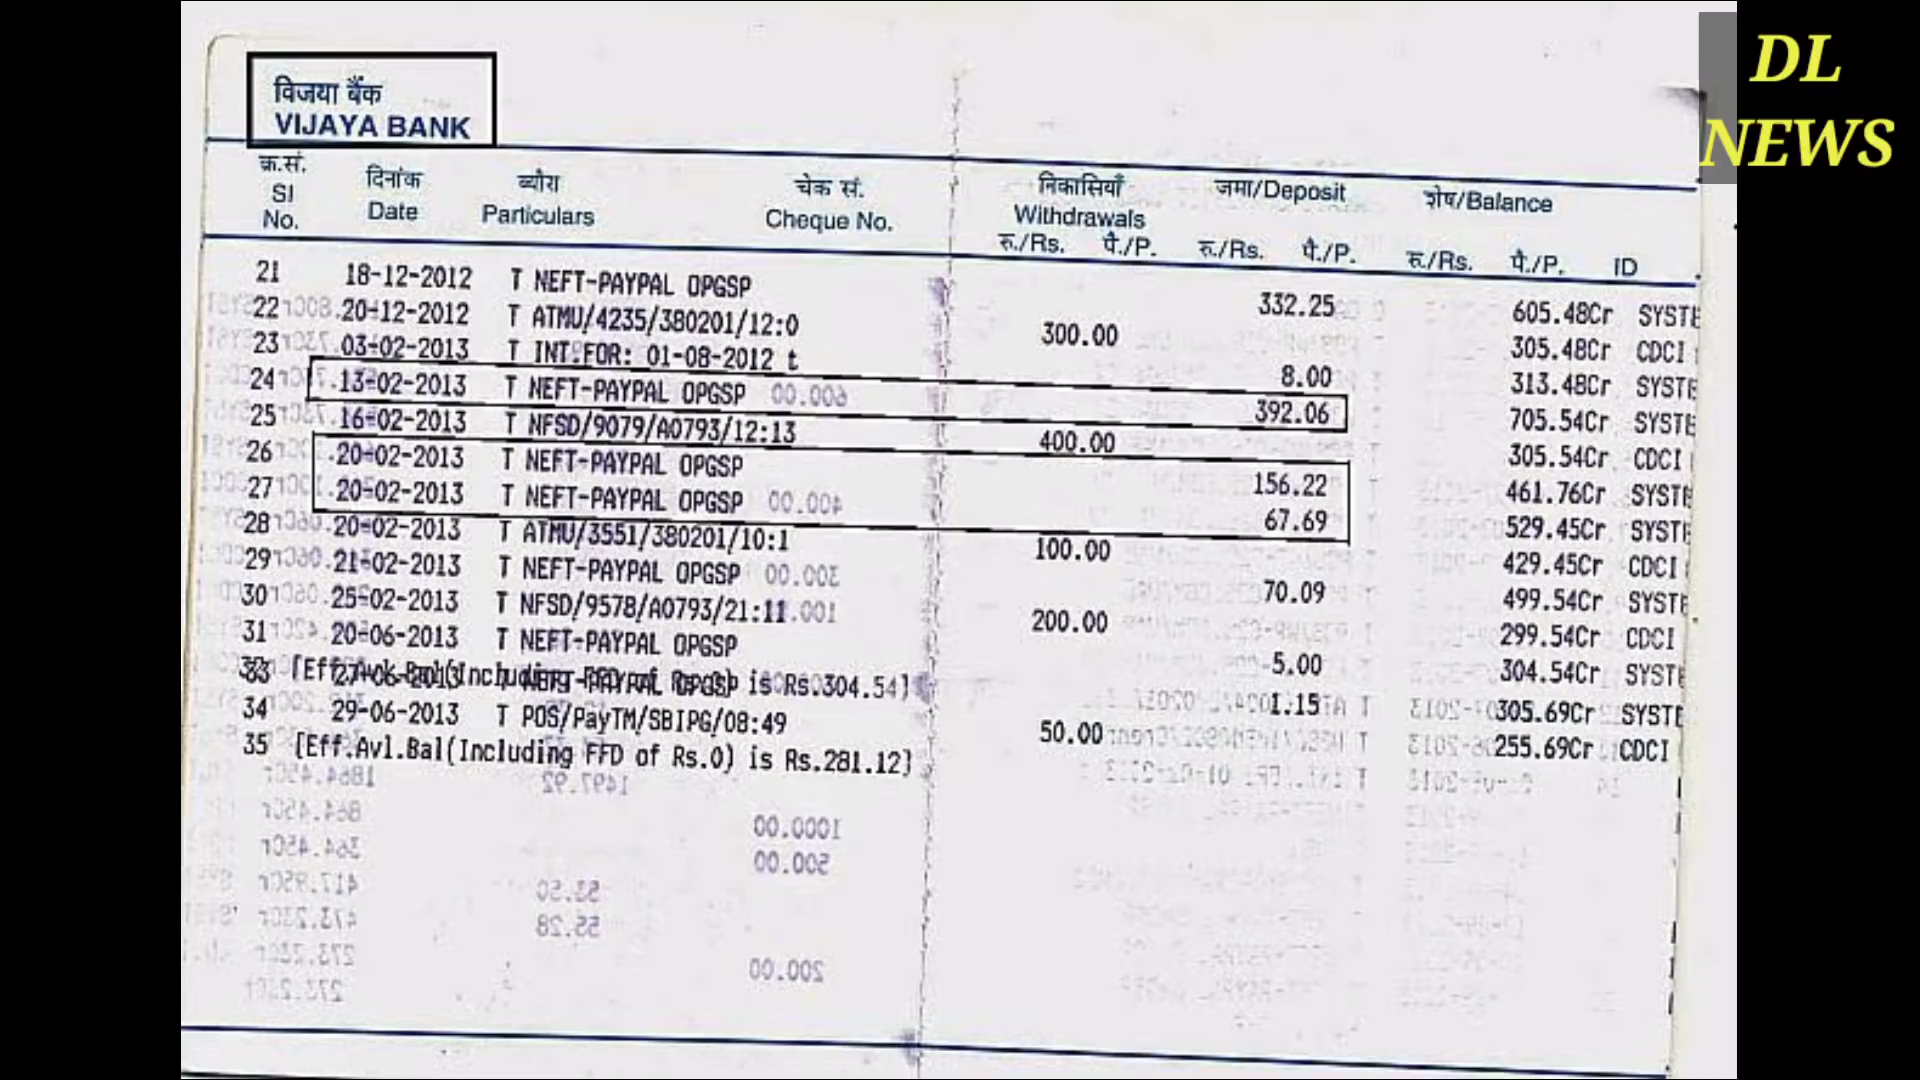 DL
NEWS
विजया बैंक
VIJAYA BANK
क्र.सं. दिनांक ब्यौरा चेक सं. निकासियाँ जमा/Deposit शेष/Balance
SI Date Particulars Cheque No. Withdrawals
No. रु./Rs. पै./P. रु./Rs. पै./P. रु./Rs. पै./P. ID
21 18-12-2012 T NEFT-PAYPAL OPGSP 332.25 605.48Cr SYSTE
22 20-12-2012 T ATMU/4235/380201/12:0 300.00 305.48Cr CDCI
23 03-02-2013 T INT.FOR: 01-08-2012 t 8.00 313.48Cr SYSTE
24 13-02-2013 T NEFT-PAYPAL OPGSP 392.06 705.54Cr SYSTE
25 16-02-2013 T NFSD/9079/A0793/12:13 400.00 305.54Cr CDCI
26 20-02-2013 T NEFT-PAYPAL OPGSP 156.22 461.76Cr SYSTE
27 20-02-2013 T NEFT-PAYPAL OPGSP 67.69 529.45Cr SYSTE
28 20-02-2013 T ATMU/3551/380201/10:1 100.00 429.45Cr CDCI
29 21-02-2013 T NEFT-PAYPAL OPGSP 70.09 499.54Cr SYSTE
30 25-02-2013 T NFSD/9578/A0793/21:11 200.00 299.54Cr CDCI
31 20-06-2013 T NEFT-PAYPAL OPGSP 5.00 304.54Cr SYSTE
33 27-06-2013 is Rs.304.54] 1.15 305.69Cr SYSTE
34 29-06-2013 T POS/PayTM/SBIPG/08:49 50.00 255.69Cr CDCI
35 [Eff.Avl.Bal(Including FFD of Rs.0) is Rs.281.12]